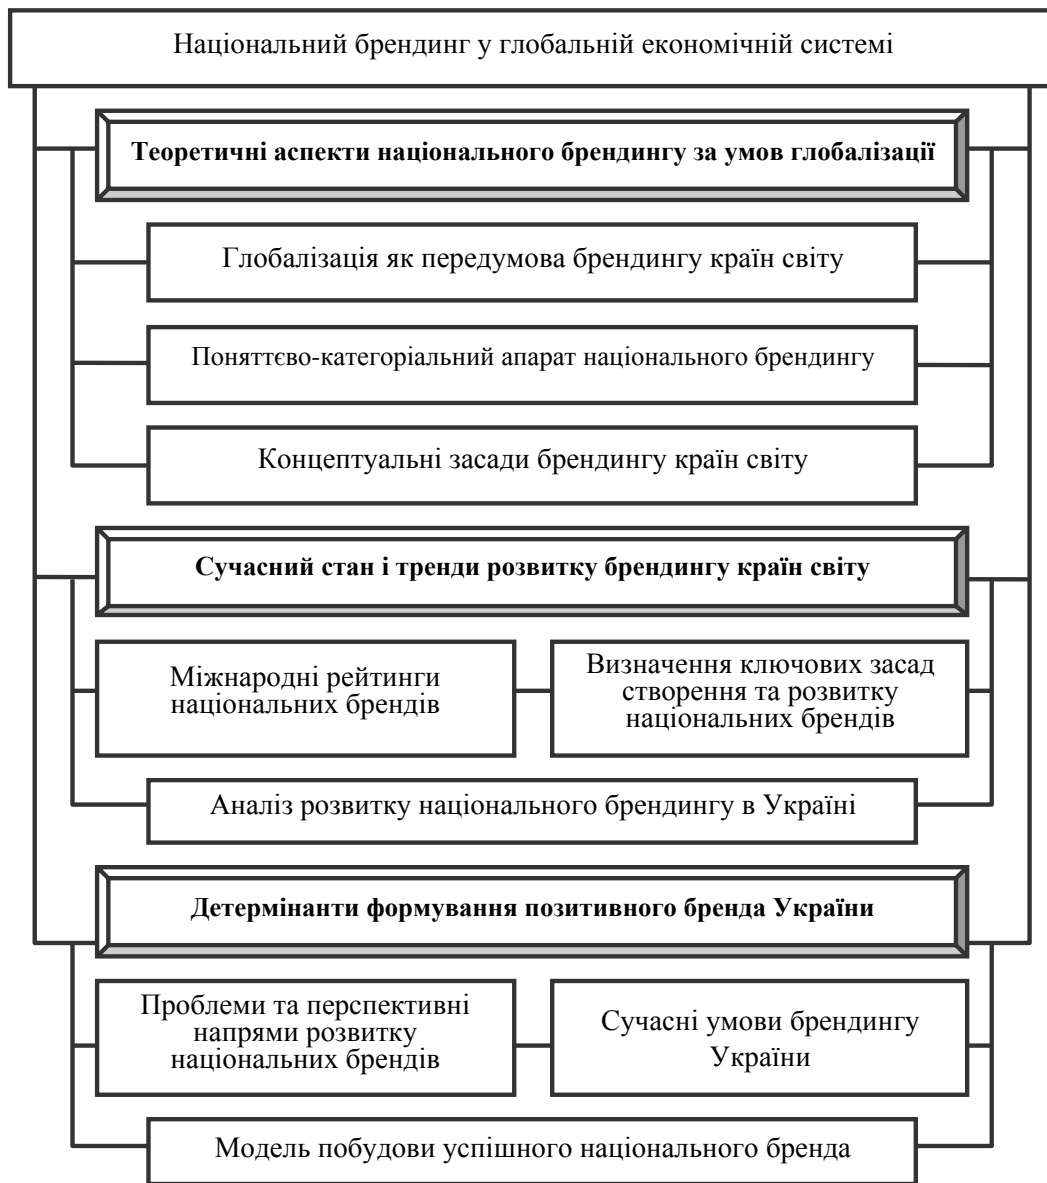 Національний брендинг у глобальній економічній системі
Теоретичні аспекти національного брендингу за умов глобалізації
Глобалізація як передумова брендингу країн світу
Поняттєво-категоріальний апарат національного брендингу
Концептуальні засади брендингу країн світу
Сучасний стан і тренди розвитку брендингу країн світу
Міжнародні рейтинги
національних брендів
Визначення ключових засад
створення та розвитку
національних брендів
Аналіз розвитку національного брендингу в Україні
Детермінанти формування позитивного бренда України
Проблеми та перспективні
напрями розвитку
національних брендів
Сучасні умови брендингу
України
Модель побудови успішного національного бренда